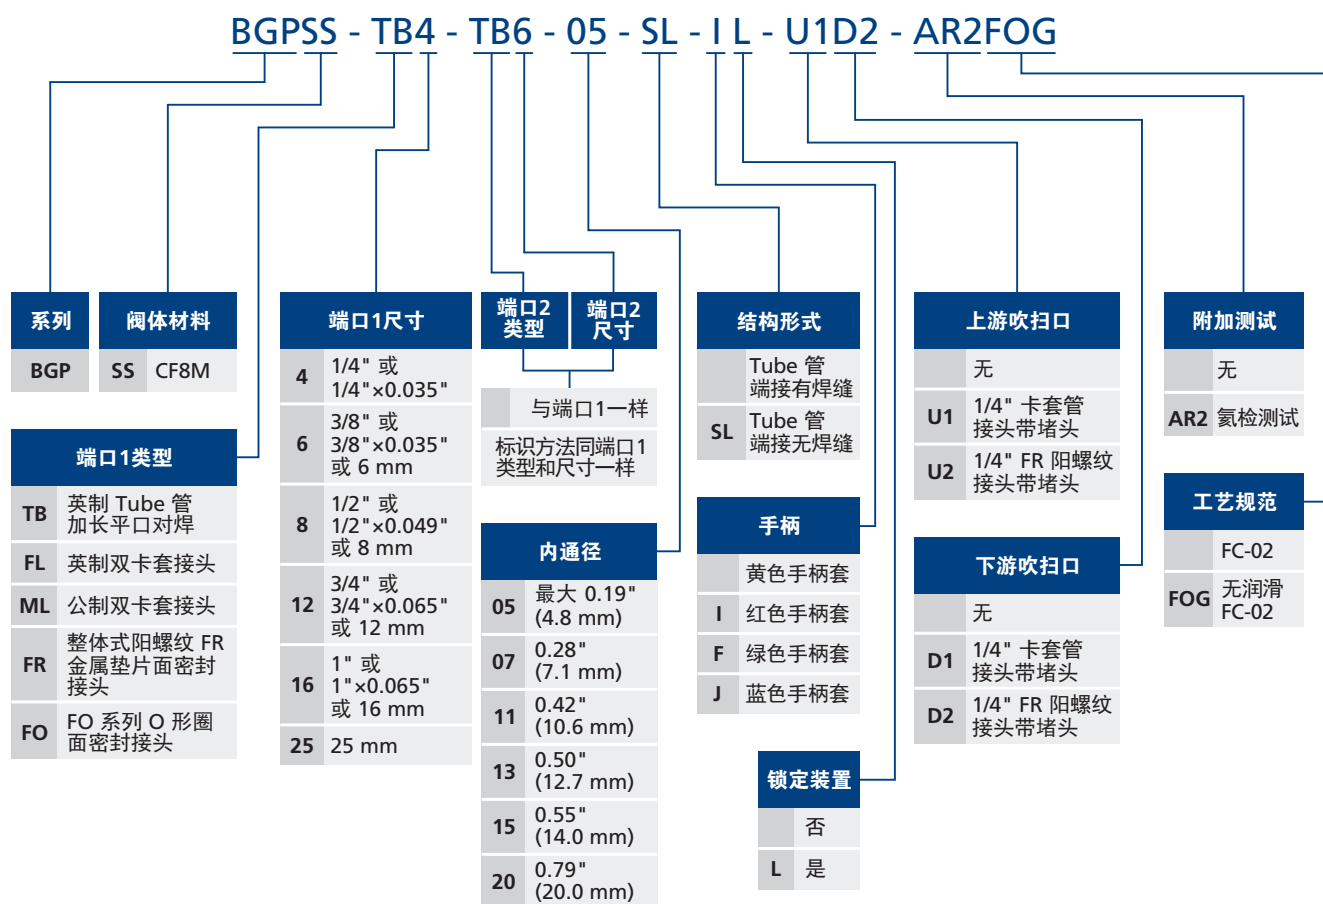 BGPSS - TB4 - TB6 - 05 - SL - I L - U1D2 - AR2FOG
系列
BGP
阀体材料
SS CF8M
端口1类型
TB 英制 Tube 管
加长平口对焊
FL 英制双卡套接头
ML 公制双卡套接头
FR 整体式阳螺纹 FR
金属垫片面密封
接头
FO FO 系列 O 形圈
面密封接头
端口1尺寸
4 1/4" 或
1/4"×0.035"
6 3/8" 或
3/8"×0.035"
或 6 mm
8 1/2" 或
1/2"×0.049"
或 8 mm
12 3/4" 或
3/4"×0.065"
或 12 mm
16 1" 或
1"×0.065"
或 16 mm
25 25 mm
端口2
类型
端口2
尺寸
与端口1一样
标识方法同端口1
类型和尺寸一样
内通径
05 最大 0.19"
(4.8 mm)
07 0.28"
(7.1 mm)
11 0.42"
(10.6 mm)
13 0.50"
(12.7 mm)
15 0.55"
(14.0 mm)
20 0.79"
(20.0 mm)
结构形式
Tube 管
端接有焊缝
SL Tube 管
端接无焊缝
手柄
黄色手柄套
I 红色手柄套
F 绿色手柄套
J 蓝色手柄套
锁定装置
否
L 是
上游吹扫口
无
U1 1/4" 卡套管
接头带堵头
U2 1/4" FR 阳螺纹
接头带堵头
下游吹扫口
无
D1 1/4" 卡套管
接头带堵头
D2 1/4" FR 阳螺纹
接头带堵头
附加测试
无
AR2 氦检测试
工艺规范
FC-02
FOG 无润滑
FC-02